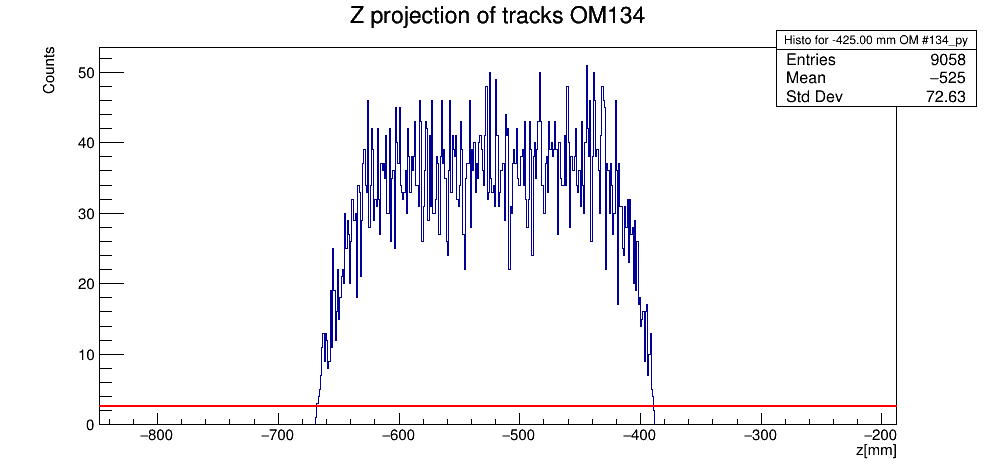 Z projection of tracks OM134
Histo for -425.00 mm OM #134_py
Entries 9058
Mean −525
Std Dev 72.63
Counts
50
40
30
20
10
0
−800 −700 −600 −500 −400 −300 −200
z[mm]